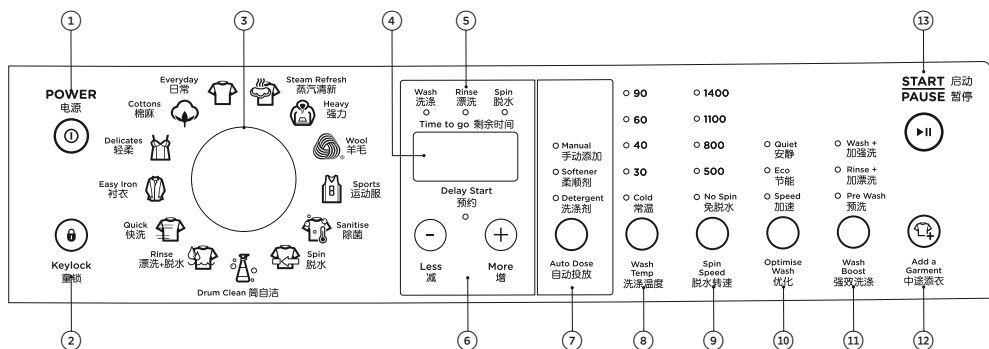 1
3
4
5
13
POWER
电源
Everyday
日常
Steam Refresh
蒸汽清新
Cottons
棉麻
Heavy
强力
Delicates
轻柔
Wool
羊毛
®
Easy Iron
衬衣
Sports
运动服
Quick
快洗
Sanitise
除菌
Rinse
漂洗+脱水
Spin
脱水
Drum Clean 筒自洁
Keylock
童锁
Wash
洗涤
Rinse
漂洗
Spin
脱水
Time to go 剩余时间
Delay Start
预约
-
+
Less
减
More
增
Manual
手动添加
Softener
柔顺剂
Detergent
洗涤剂
Auto Dose
自动投放
90
60
40
30
Cold
常温
Wash
Temp
洗涤温度
1400
1100
800
500
No Spin
免脱水
Spin
Speed
脱水转速
Quiet
安静
Eco
节能
Speed
加速
Optimise
Wash
优化
Wash +
加强洗
Rinse +
加漂洗
Pre Wash
预洗
Wash
Boost
强效洗涤
START 启动
PAUSE 暂停
Add a
Garment
中途添衣
2
6
7
8
9
10
11
12